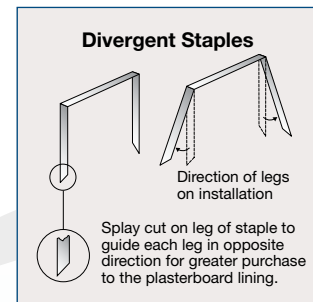 Divergent Staples
Direction of legs
on installation
Splay cut on leg of staple to
guide each leg in opposite
direction for greater purchase
to the plasterboard lining.